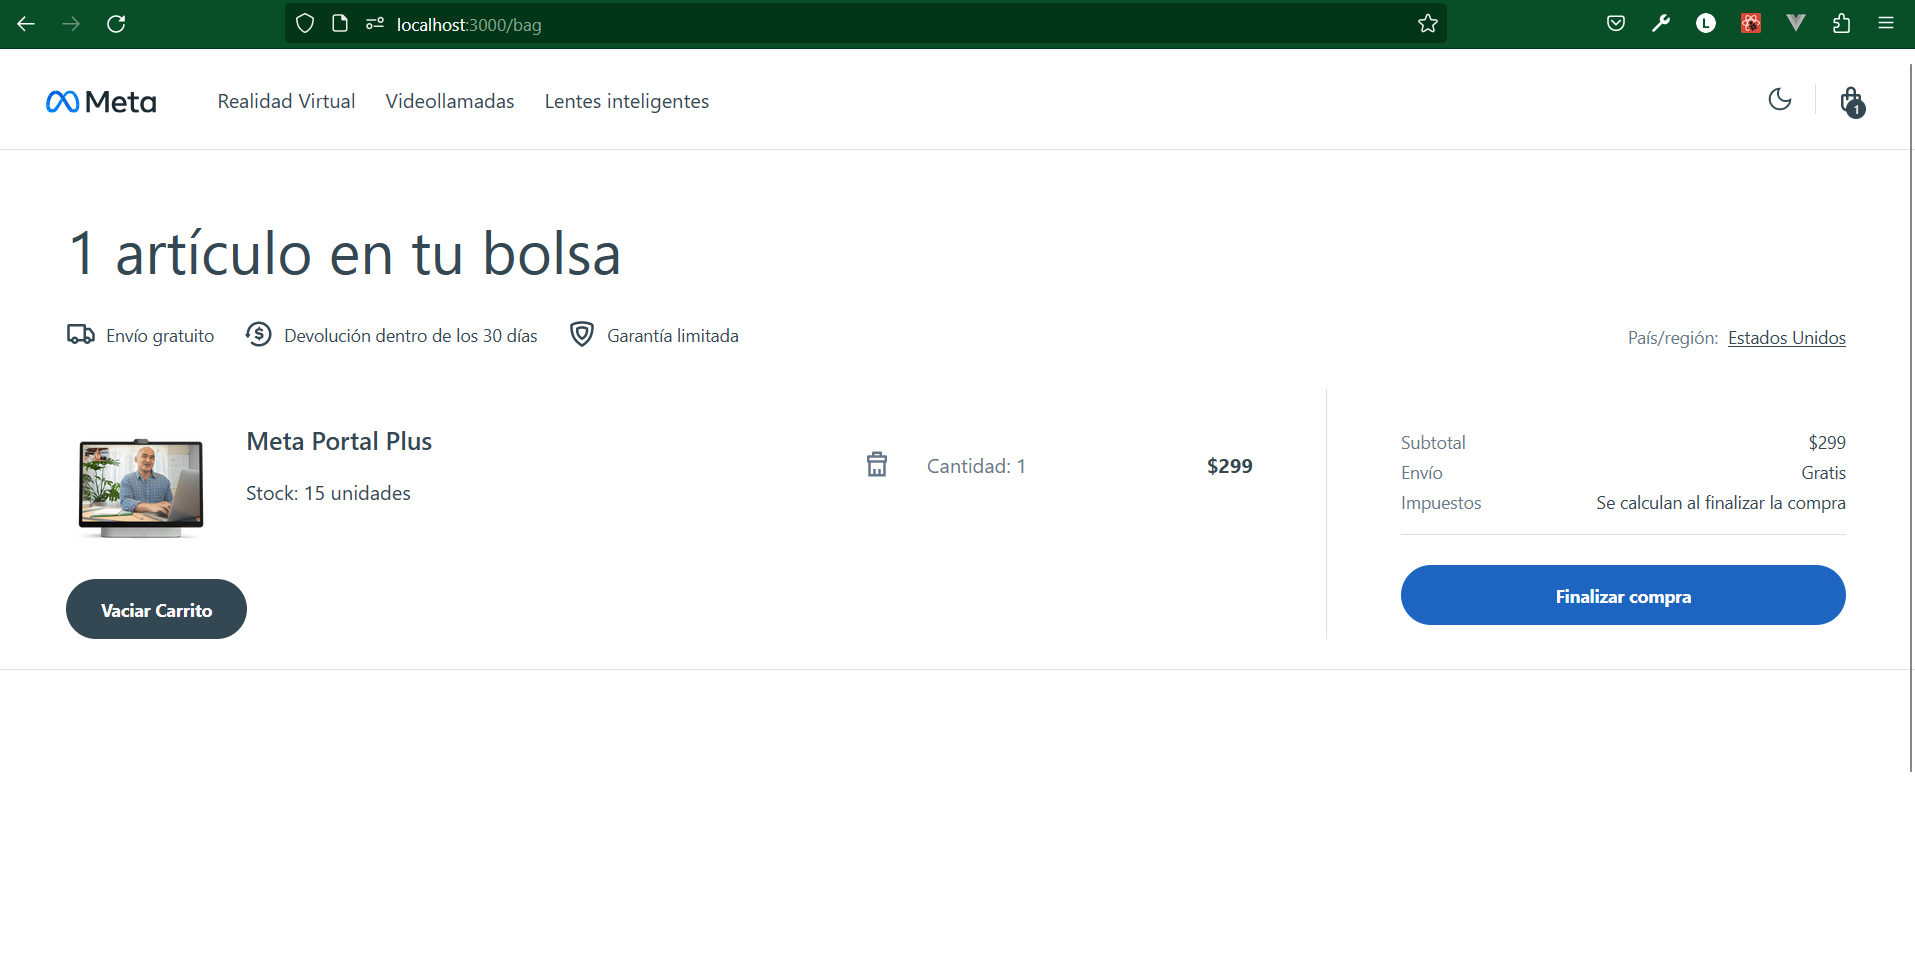 localhost:3000/bag
L
Meta
Realidad Virtual
Videollamadas
Lentes inteligentes
1
1 artículo en tu bolsa
Envío gratuito
Devolución dentro de los 30 días
Garantía limitada
País/región: Estados Unidos
Meta Portal Plus
Stock: 15 unidades
Cantidad: 1
$299
Vaciar Carrito
Subtotal $299
Envío Gratis
Impuestos Se calculan al finalizar la compra
Finalizar compra